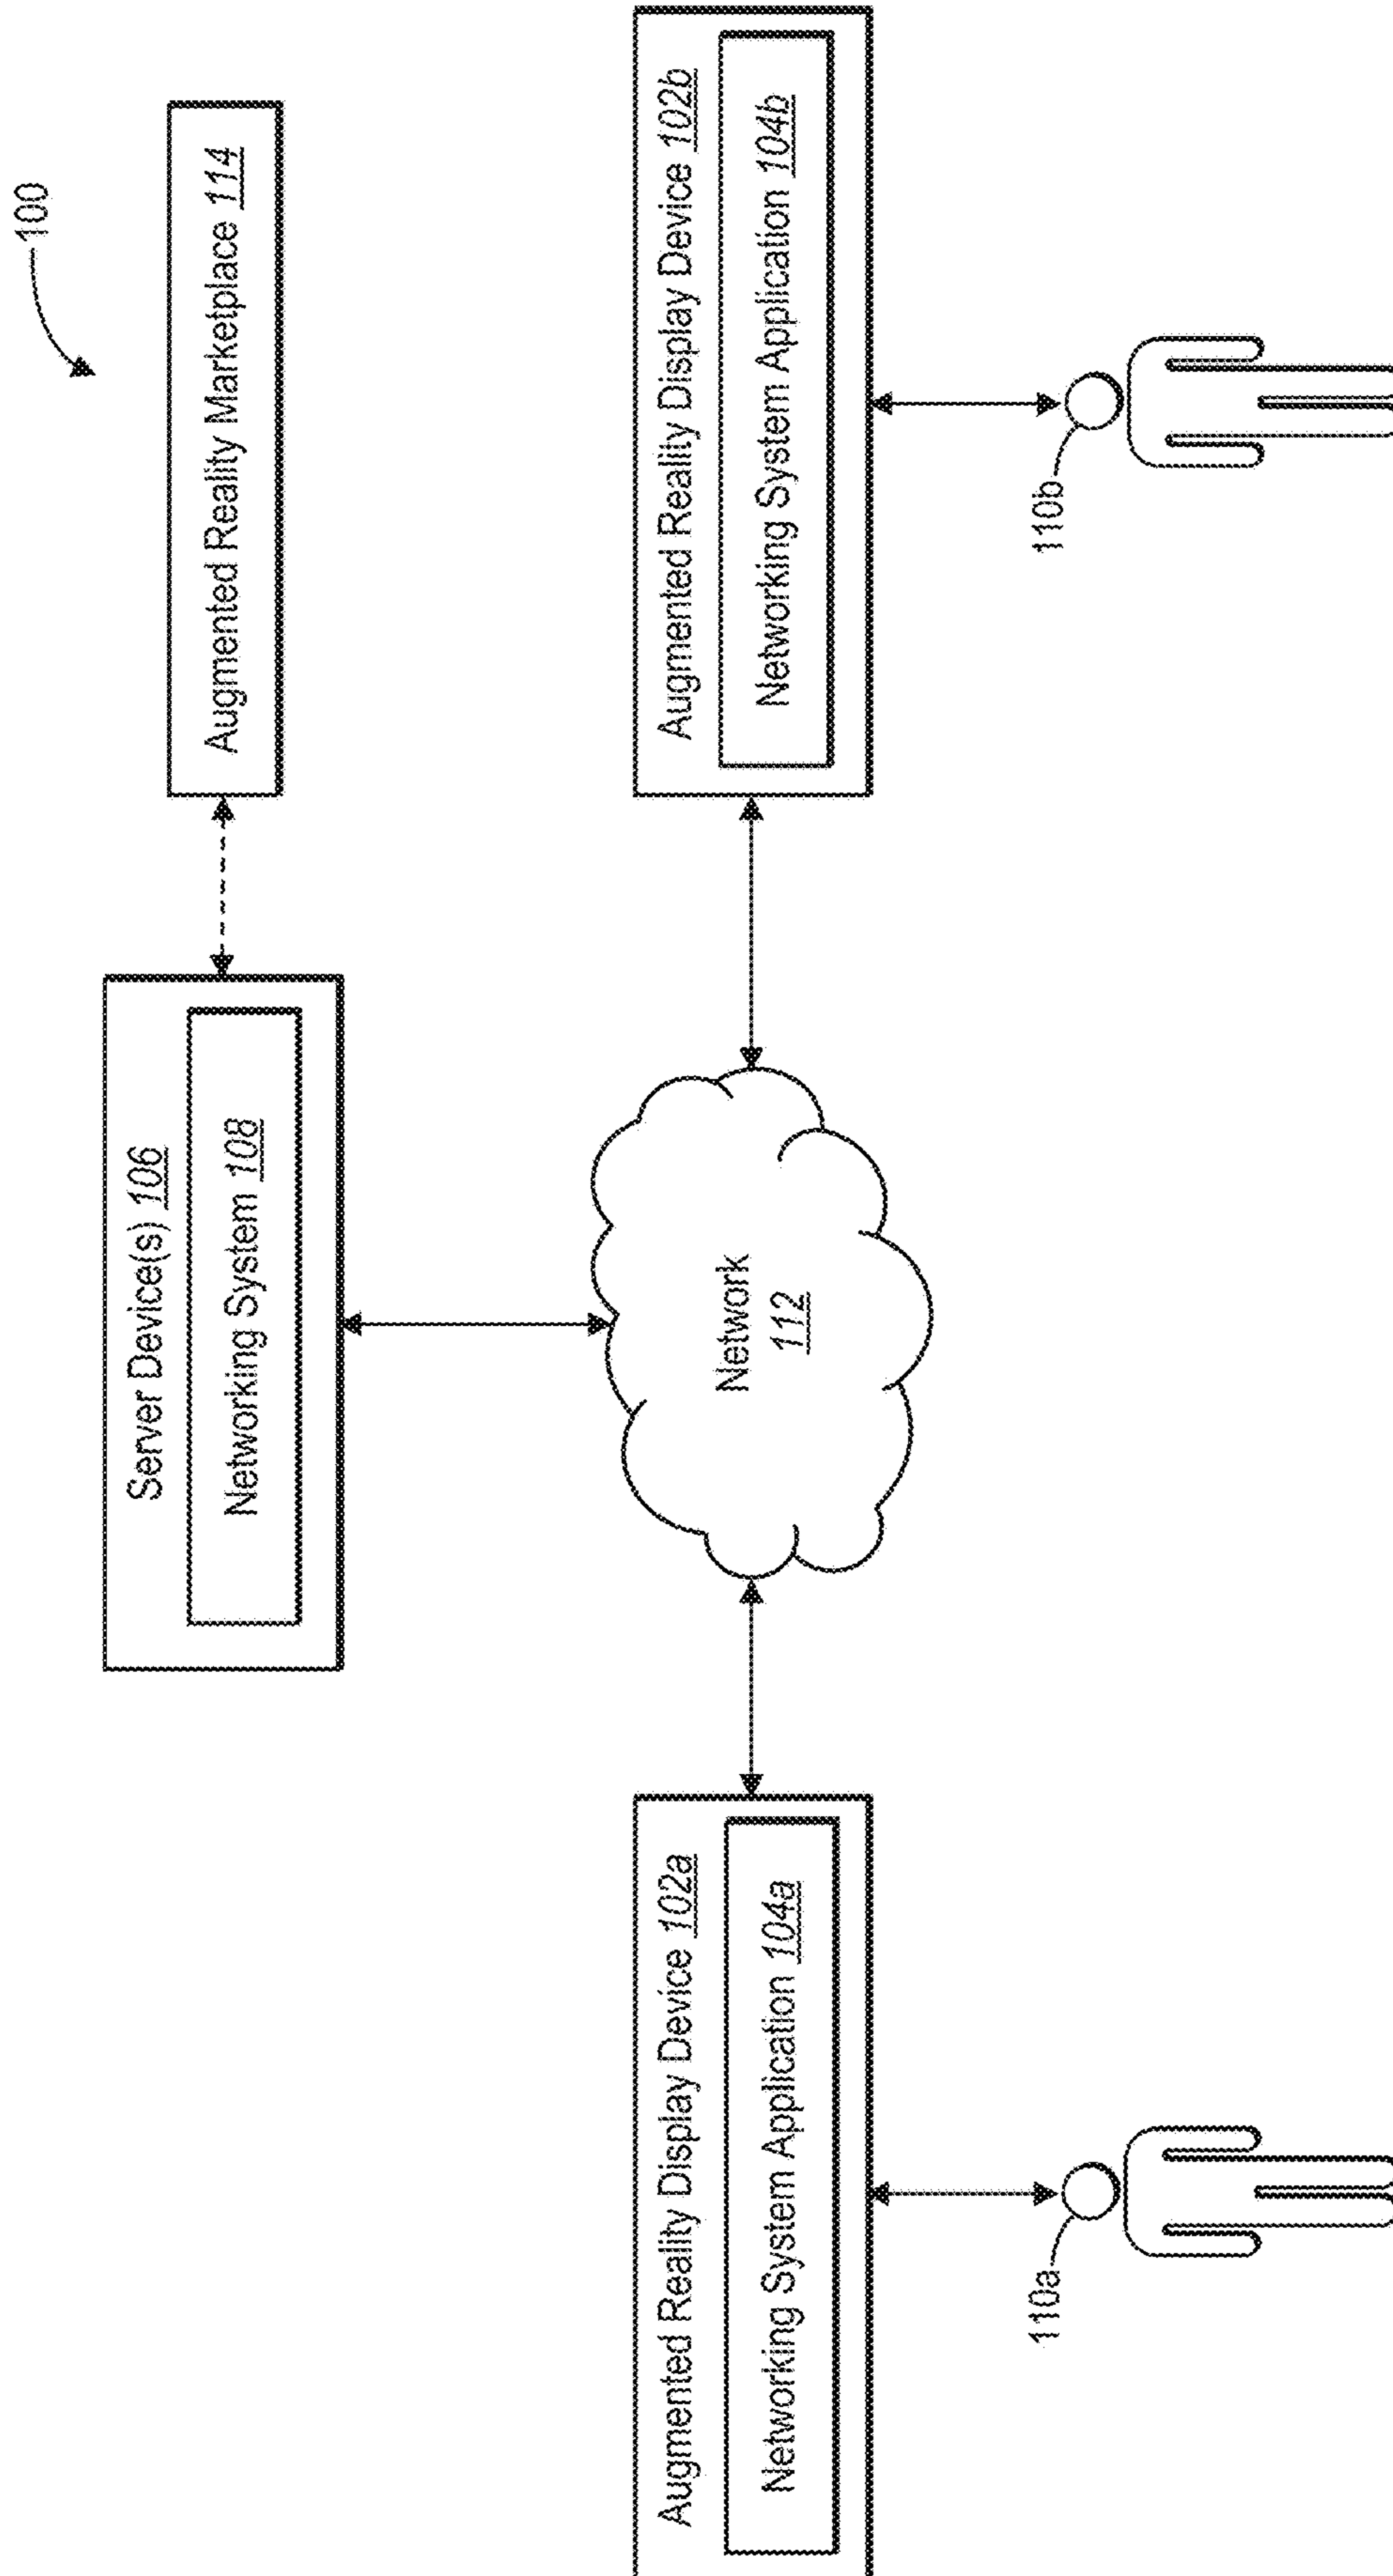 100
Server Device(s) 106
Networking System 108
Augmented Reality Marketplace 114
Augmented Reality Display Device 102a
Networking System Application 104a
Network
112
Augmented Reality Display Device 102b
Networking System Application 104b
110a
110b